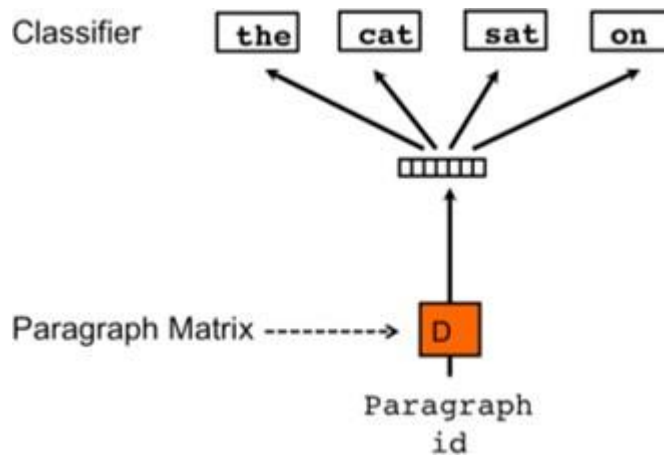 Classifier the cat sat on
Paragraph Matrix D
Paragraph
id